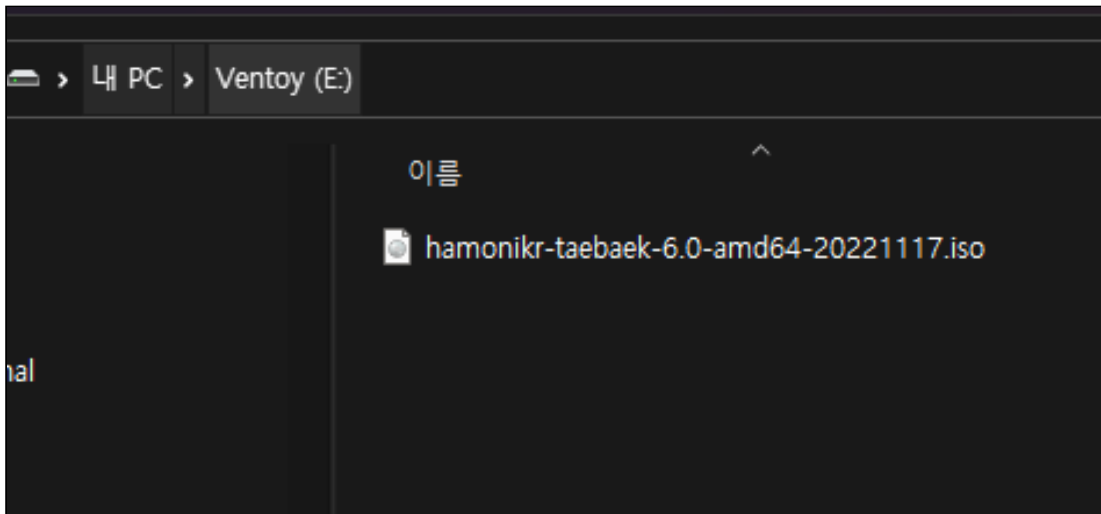 내 PC > Ventoy (E:)
이름
hamonikr-taebaek-6.0-amd64-20221117.iso